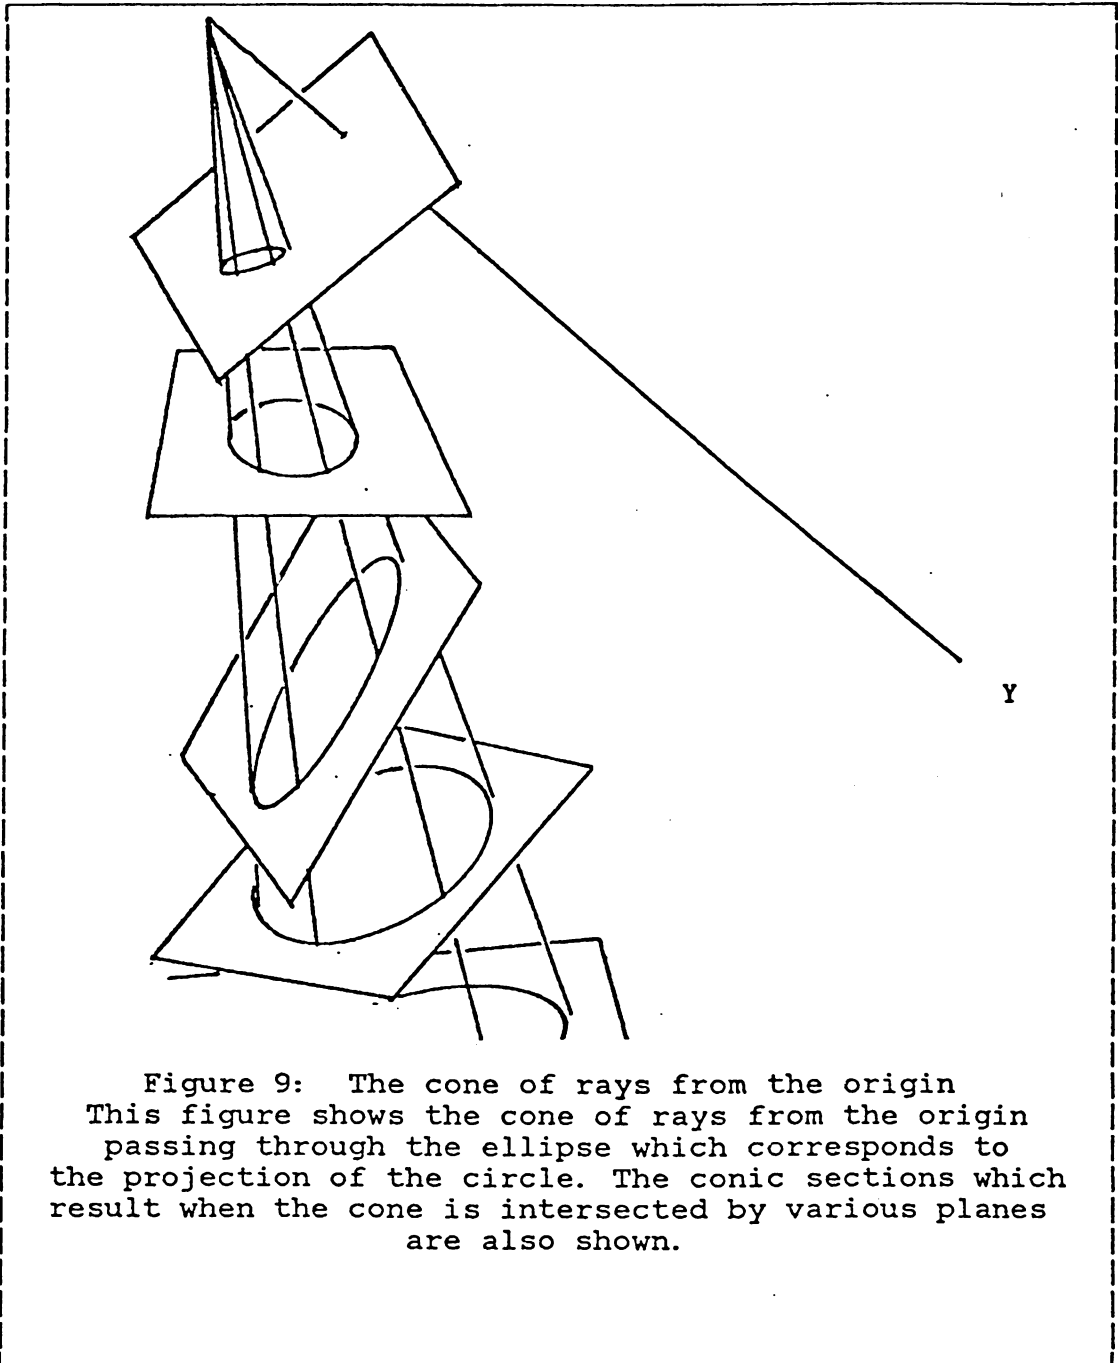 Y
Figure 9: The cone of rays from the origin
This figure shows the cone of rays from the origin
passing through the ellipse which corresponds to
the projection of the circle. The conic sections which
result when the cone is intersected by various planes
are also shown.